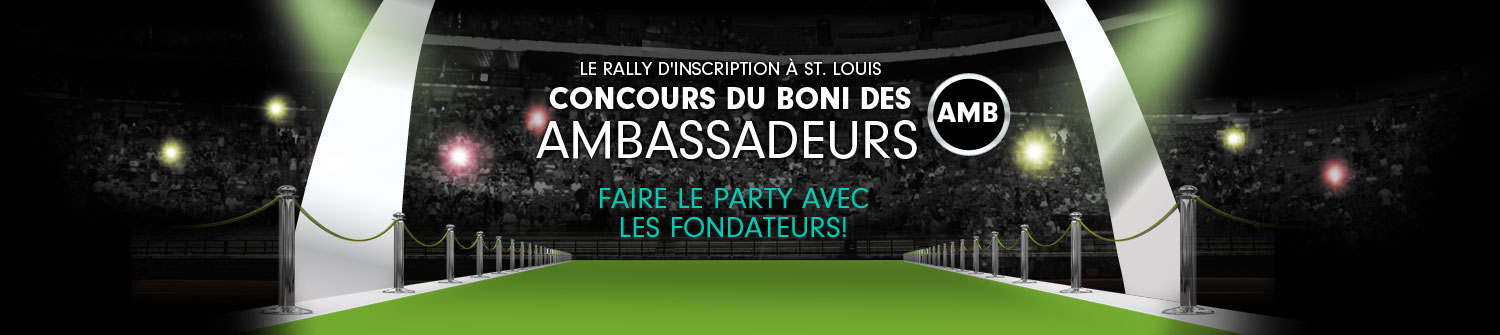 LE RALLY D'INSCRIPTION À ST. LOUIS
CONCOURS DU BONI DES
AMBASSADEURS
AMB
FAIRE LE PARTY AVEC
LES FONDATEURS!